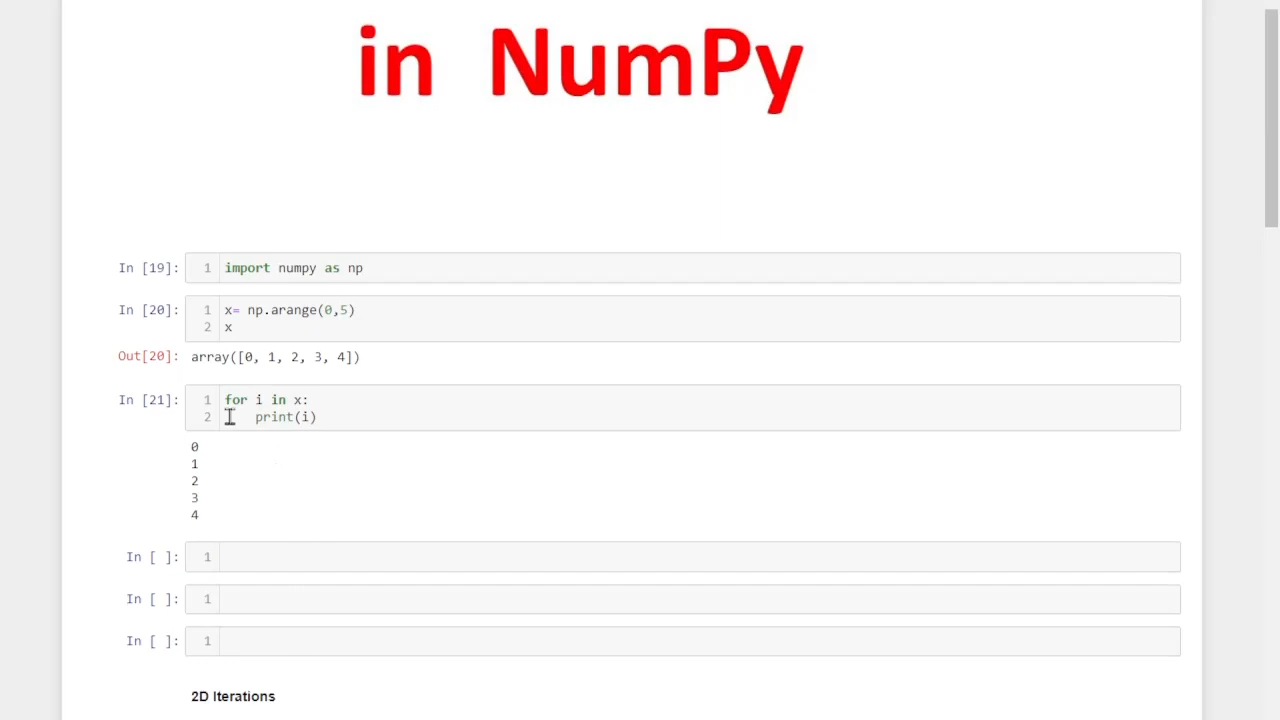 in NumPy
In [19]: 1 import numpy as np
In [20]: 1 x= np.arange(0,5)
2 x
Out[20]: array([0, 1, 2, 3, 4])
In [21]: 1 for i in x:
2 print(i)
0
1
2
3
4
In [ ]: 1
In [ ]: 1
In [ ]: 1
2D Iterations